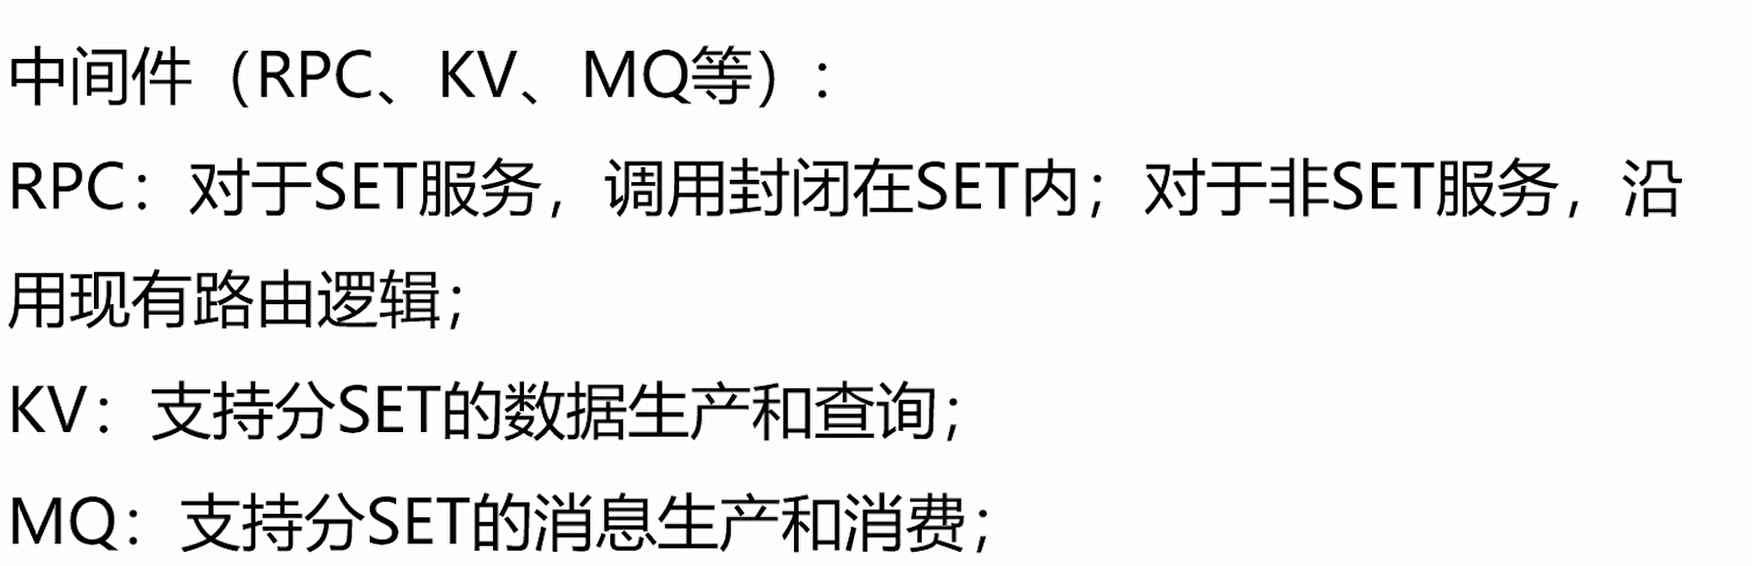 中间件（RPC、KV、MQ等）:
RPC：对于SET服务，调用封闭在SET内；对于非SET服务，沿
用现有路由逻辑；
KV：支持分SET的数据生产和查询；
MQ：支持分SET的消息生产和消费；